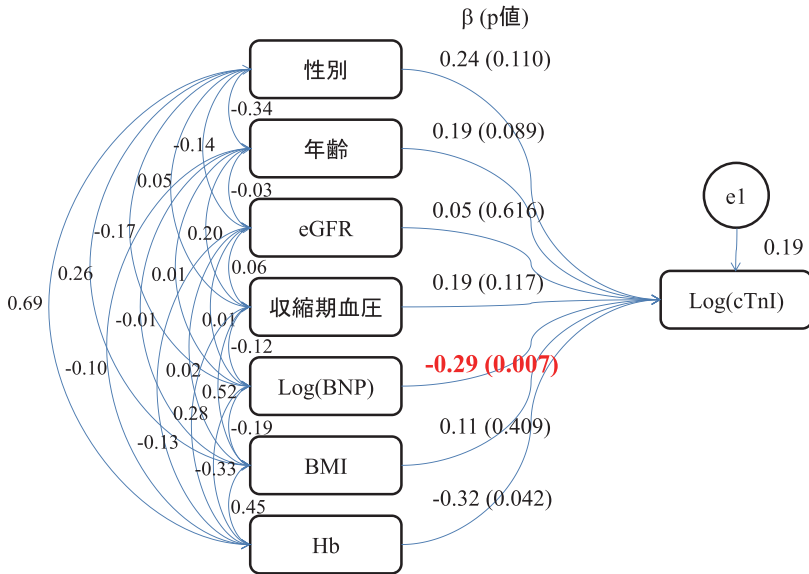 β (p値)
性別
0.24 (0.110)
-0.34
年齢
0.19 (0.089)
-0.14
-0.03
0.05
eGFR
0.05 (0.616)
e1
-0.17
0.20
0.19
0.26
0.01
0.06
0.69
収縮期血圧
0.19 (0.117)
Log(cTnI)
-0.01
0.01
-0.12
-0.10
0.02
0.52
Log(BNP)
-0.29 (0.007)
0.28
-0.19
-0.13
-0.33
BMI
0.11 (0.409)
0.45
Hb
-0.32 (0.042)